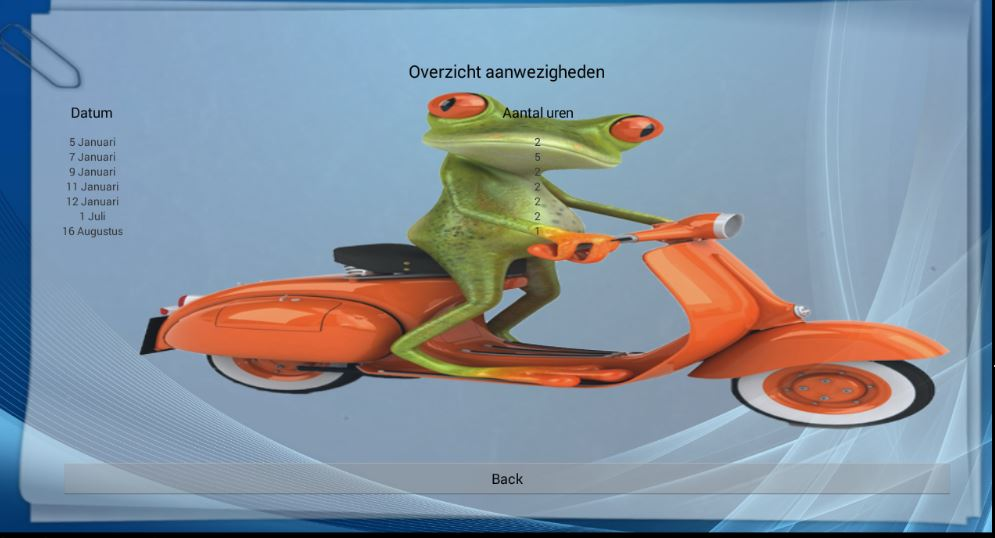 Overzicht aanwezigheden
Datum Aantal uren
5 Januari 2
7 Januari 5
9 Januari 2
11 Januari 2
12 Januari 2
1 Juli 2
16 Augustus 1
Back